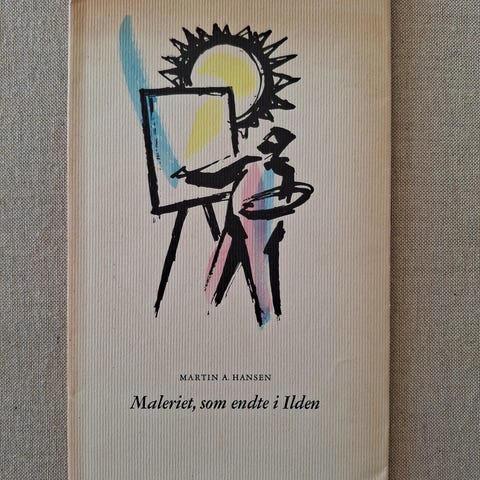 MARTIN A. HANSEN
Maleriet, som endte i Ilden